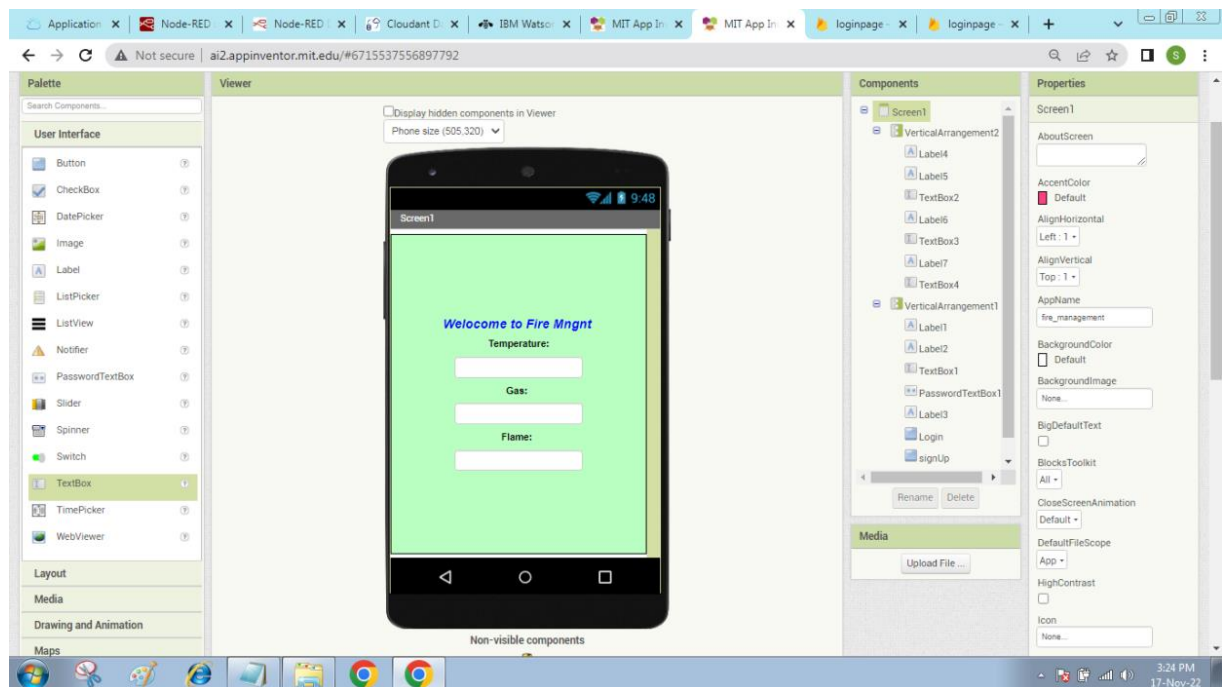 Application
Node-RED
Node-RED
Cloudant D
IBM Watson
MIT App In
MIT App In
loginpage -
loginpage -
Not secure
ai2.appinventor.mit.edu/#6715537556897792
S
Palette
Search Components...
User Interface
Button
CheckBox
DatePicker
Image
Label
ListPicker
ListView
Notifier
PasswordTextBox
Slider
Spinner
Switch
TextBox
TimePicker
WebViewer
Layout
Media
Drawing and Animation
Maps
Viewer
Display hidden components in Viewer
Phone size (505,320)
9:48
Screen1
Welocome to Fire Mngnt
Temperature:
Gas:
Flame:
Non-visible components
Components
Screen1
VerticalArrangement2
Label4
Label5
TextBox2
Label6
TextBox3
Label7
TextBox4
VerticalArrangement1
Label1
Label2
TextBox1
PasswordTextBox1
Label3
Login
signUp
Rename
Delete
Media
Upload File ...
Properties
Screen1
AboutScreen
AccentColor
Default
AlignHorizontal
Left : 1
AlignVertical
Top : 1
AppName
fire_management
BackgroundColor
Default
BackgroundImage
None...
BigDefaultText
BlocksToolkit
All
CloseScreenAnimation
Default
DefaultFileScope
App
HighContrast
Icon
None...
3:24 PM
17-Nov-22